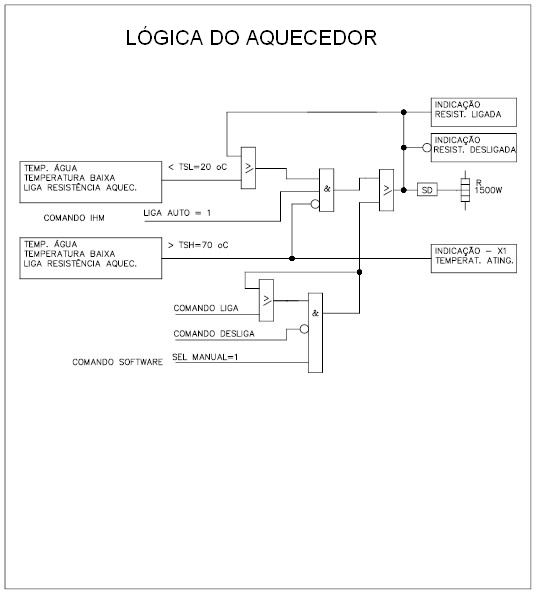 LÓGICA DO AQUECEDOR
INDICAÇÃO
RESIST. LIGADA
INDICAÇÃO
RESIST. DESLIGADA
TEMP. ÁGUA
TEMPERATURA BAIXA
LIGA RESISTÊNCIA AQUEC.
< TSL=20 oC
≥
&
≥
SD
R
1500W
COMANDO IHM
LIGA AUTO = 1
TEMP. ÁGUA
TEMPERATURA BAIXA
LIGA RESISTÊNCIA AQUEC.
> TSH=70 oC
INDICAÇÃO - X1
TEMPERAT. ATING.
COMANDO LIGA
≥
&
COMANDO DESLIGA
COMANDO SOFTWARE
SEL MANUAL=1